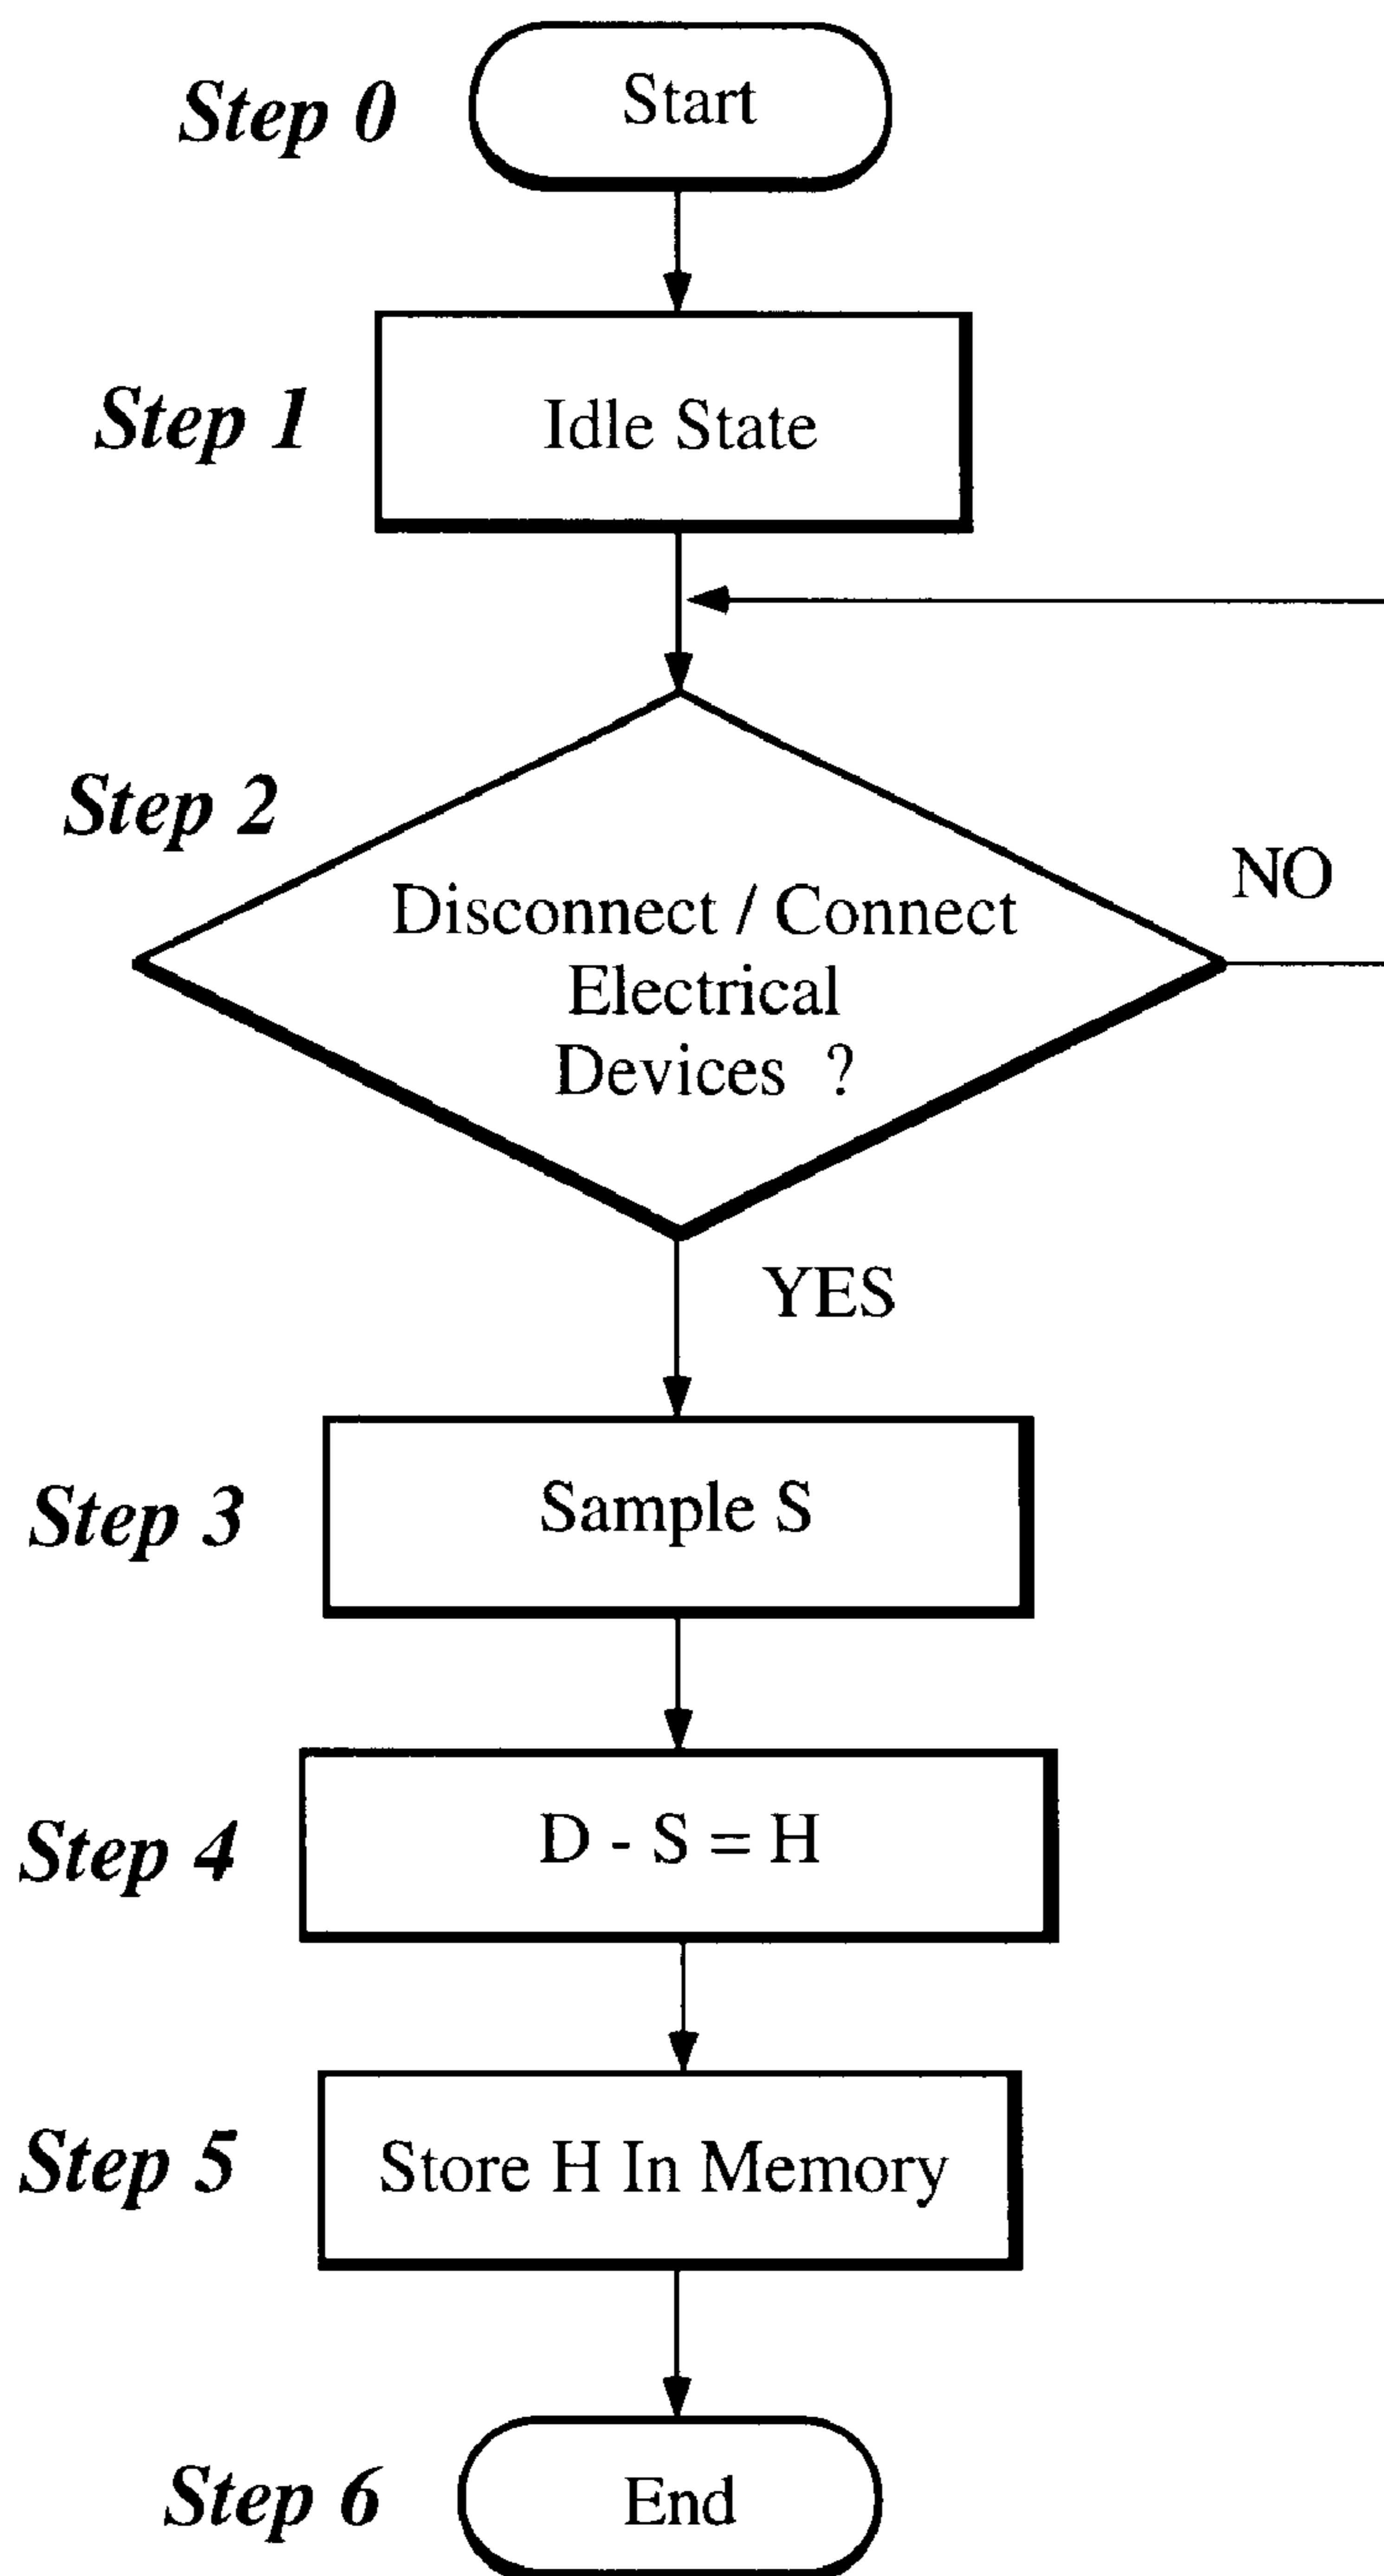 Step 0
Start
Step 1
Idle State
Step 2
NO
Disconnect / Connect
Electrical
Devices ?
YES
Step 3
Sample S
Step 4
D - S = H
Step 5
Store H In Memory
Step 6
End